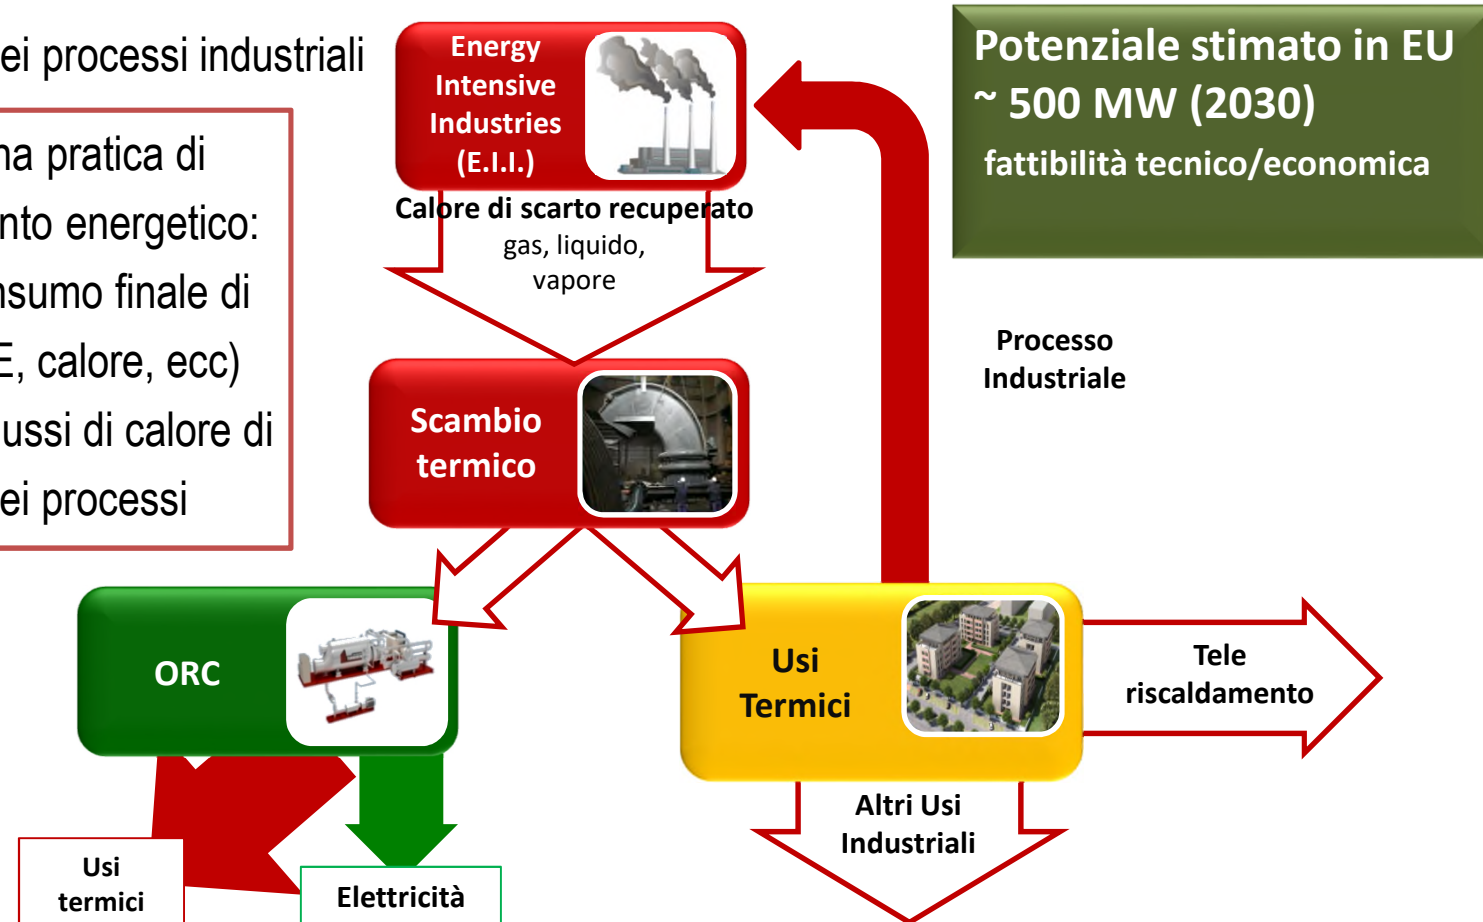 ei processi industriali
na pratica di
nto energetico:
nsumo finale di
E, calore, ecc)
ussi di calore di
ei processi
Energy
Intensive
Industries
(E.I.I.)
Calore di scarto recuperato
gas, liquido,
vapore
Potenziale stimato in EU
~ 500 MW (2030)
fattibilità tecnico/economica
Processo
Industriale
Scambio
termico
ORC
Usi
Termici
Tele
riscaldamento
Altri Usi
Industriali
Usi
termici
Elettricità